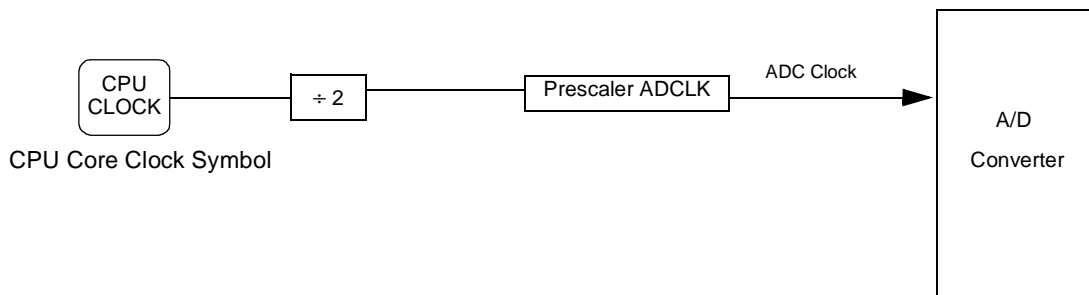 CPU
CLOCK
÷ 2
Prescaler ADCLK
ADC Clock
A/D
Converter
CPU Core Clock Symbol